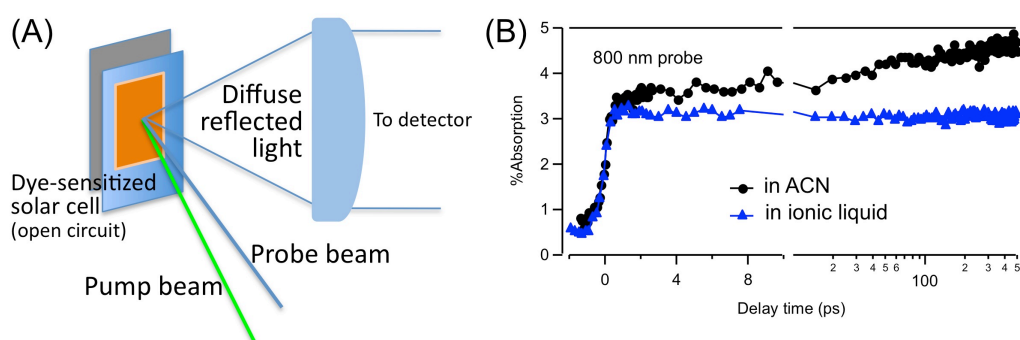 (A)
Diffuse
reflected
light
To detector
Dye-sensitized
solar cell
(open circuit)
Probe beam
Pump beam
(B)
5
4
3
2
1
0
%Absorption
800 nm probe
in ACN
in ionic liquid
0 4 8
2 3 4 5 6 100 2 3 4 5
Delay time (ps)